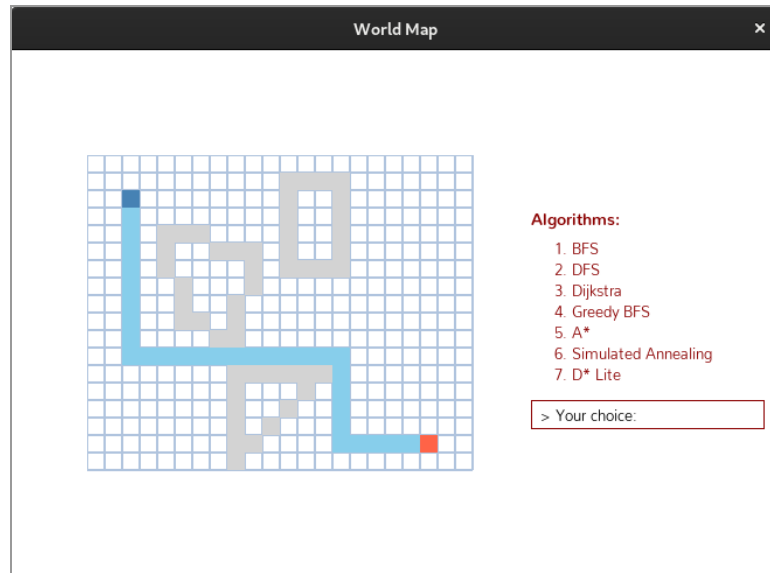 World Map ×
Algorithms:
1. BFS
2. DFS
3. Dijkstra
4. Greedy BFS
5. A*
6. Simulated Annealing
7. D* Lite
> Your choice: